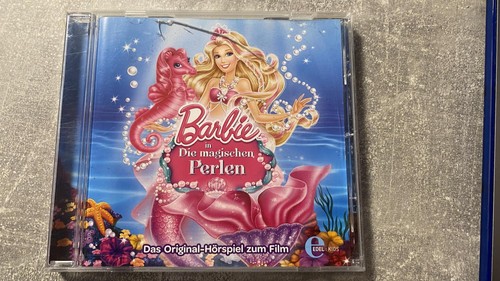 Barbie
in
Die magischen
Perlen
Das Original-Hörspiel zum Film
e
EDEL:KIDS